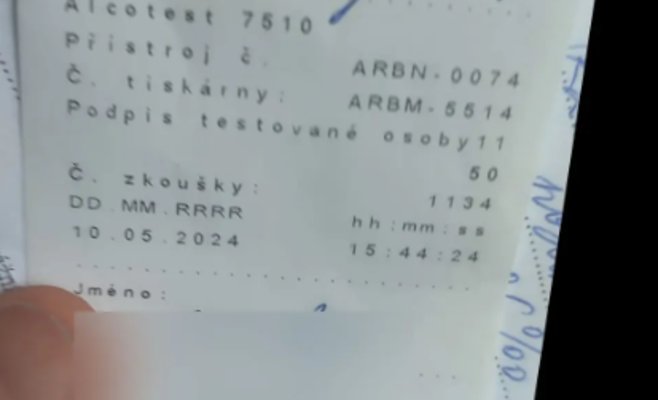 Alcotest 7510
Přístroj č. ARBN-0074
Č. tiskárny: ARBM-5514
Podpis testované osoby11
50
Č. zkoušky: 1134
DD.MM.RRRR hh:mm:ss
10.05.2024 15:44:24
Jméno: